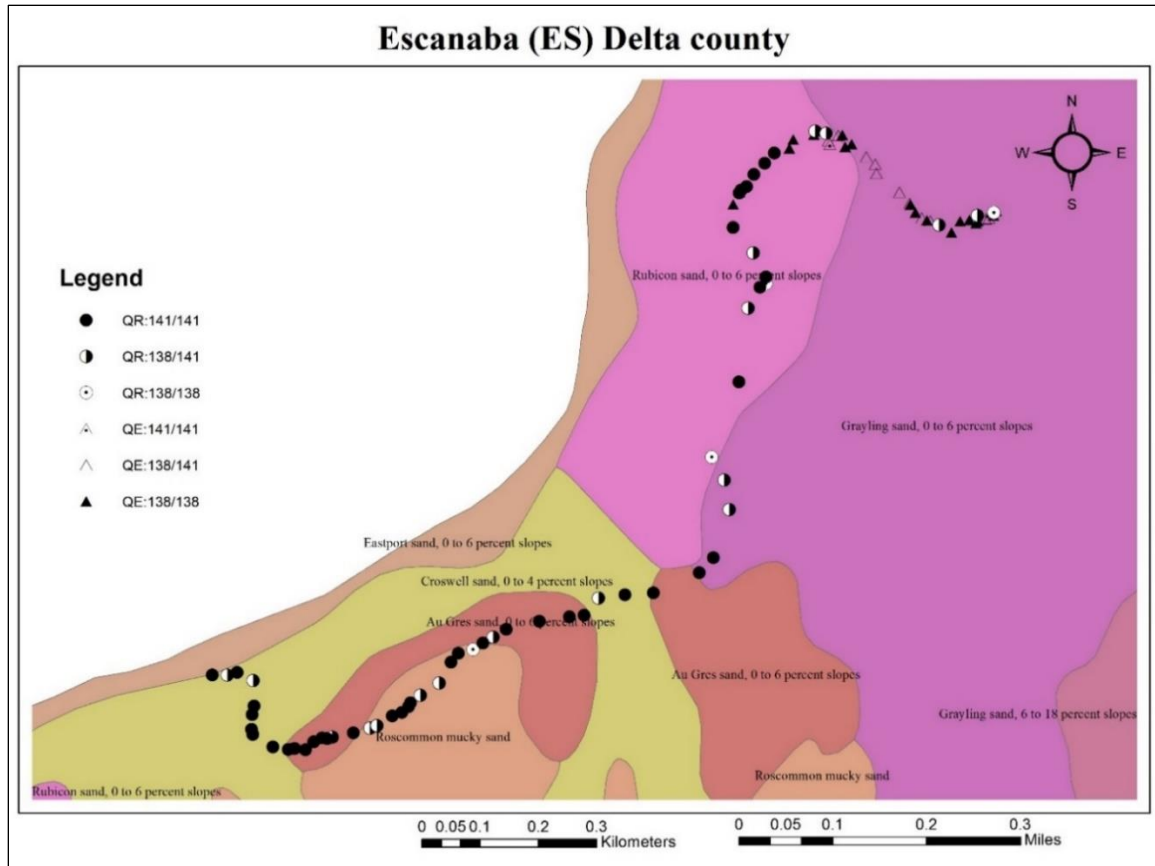 Escanaba (ES) Delta county
N
W E
S
Legend
QR:141/141
QR:138/141
QR:138/138
QE:141/141
QE:138/141
QE:138/138
Rubicon sand, 0 to 6 percent slopes
Grayling sand, 0 to 6 percent slopes
Eastport sand, 0 to 6 percent slopes
Croswell sand, 0 to 4 percent slopes
Au Gres sand, 0 to 6 percent slopes
Au Gres sand, 0 to 6 percent slopes
Grayling sand, 6 to 18 percent slopes
Roscommon mucky sand
Roscommon mucky sand
Rubicon sand, 0 to 6 percent slopes
0 0.05 0.1 0.2 0.3
Kilometers
0 0.05 0.1 0.2 0.3
Miles